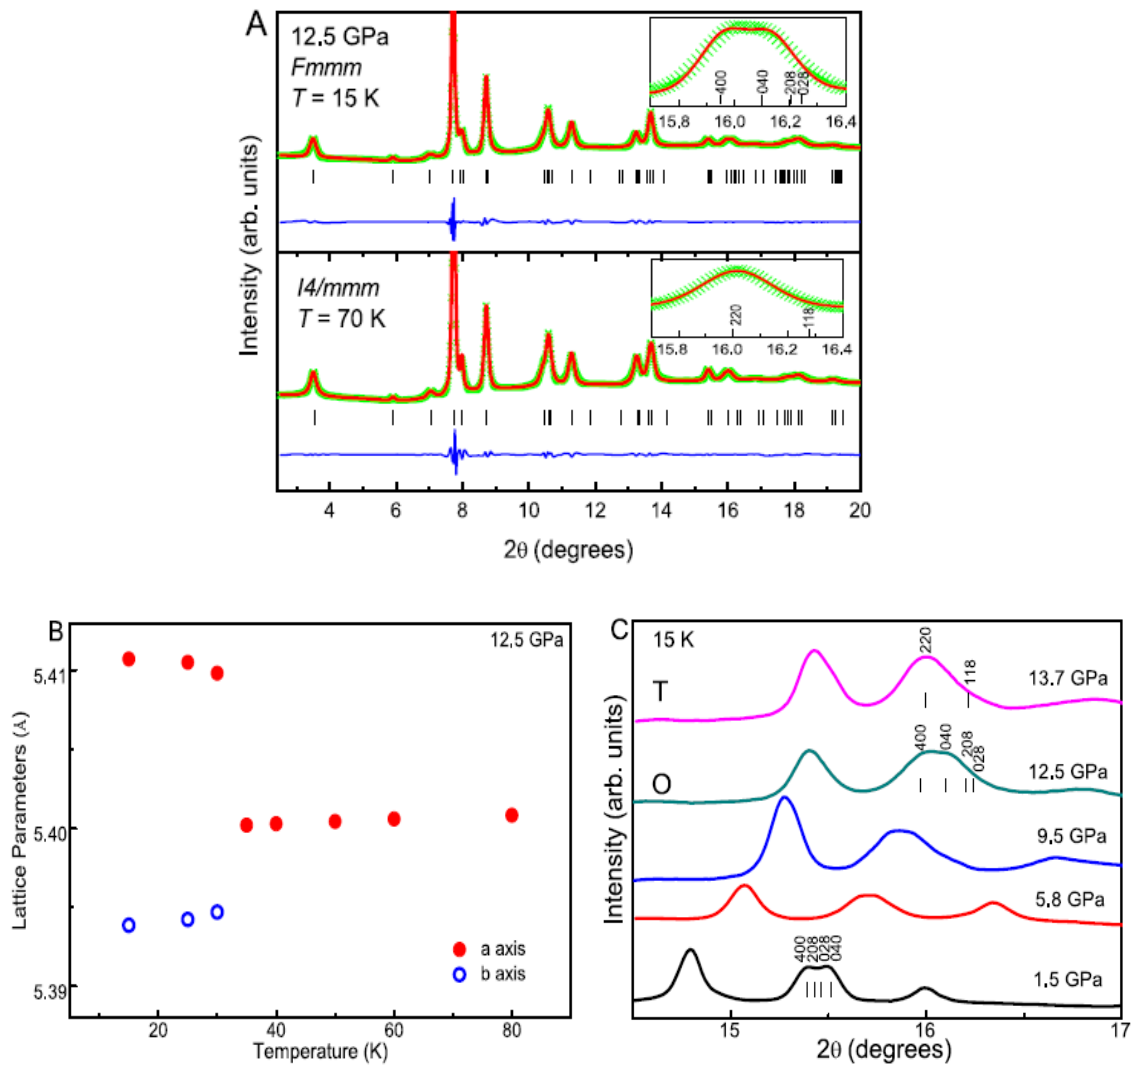 A
12.5 GPa
Fmmm
T = 15 K
400
040
208
028
15.8 16.0 16.2 16.4
I4/mmm
T = 70 K
220
118
15.8 16.0 16.2 16.4
Intensity (arb. units)
4 6 8 10 12 14 16 18 20
2θ (degrees)
B
12.5 GPa
5.41
5.40
5.39
Lattice Parameters (Å)
a axis
b axis
20 40 60 80
Temperature (K)
C
15 K
220
118
13.7 GPa
T
400
040
208
028
12.5 GPa
O
9.5 GPa
5.8 GPa
400
208
028
040
1.5 GPa
Intensity (arb. units)
15 16 17
2θ (degrees)